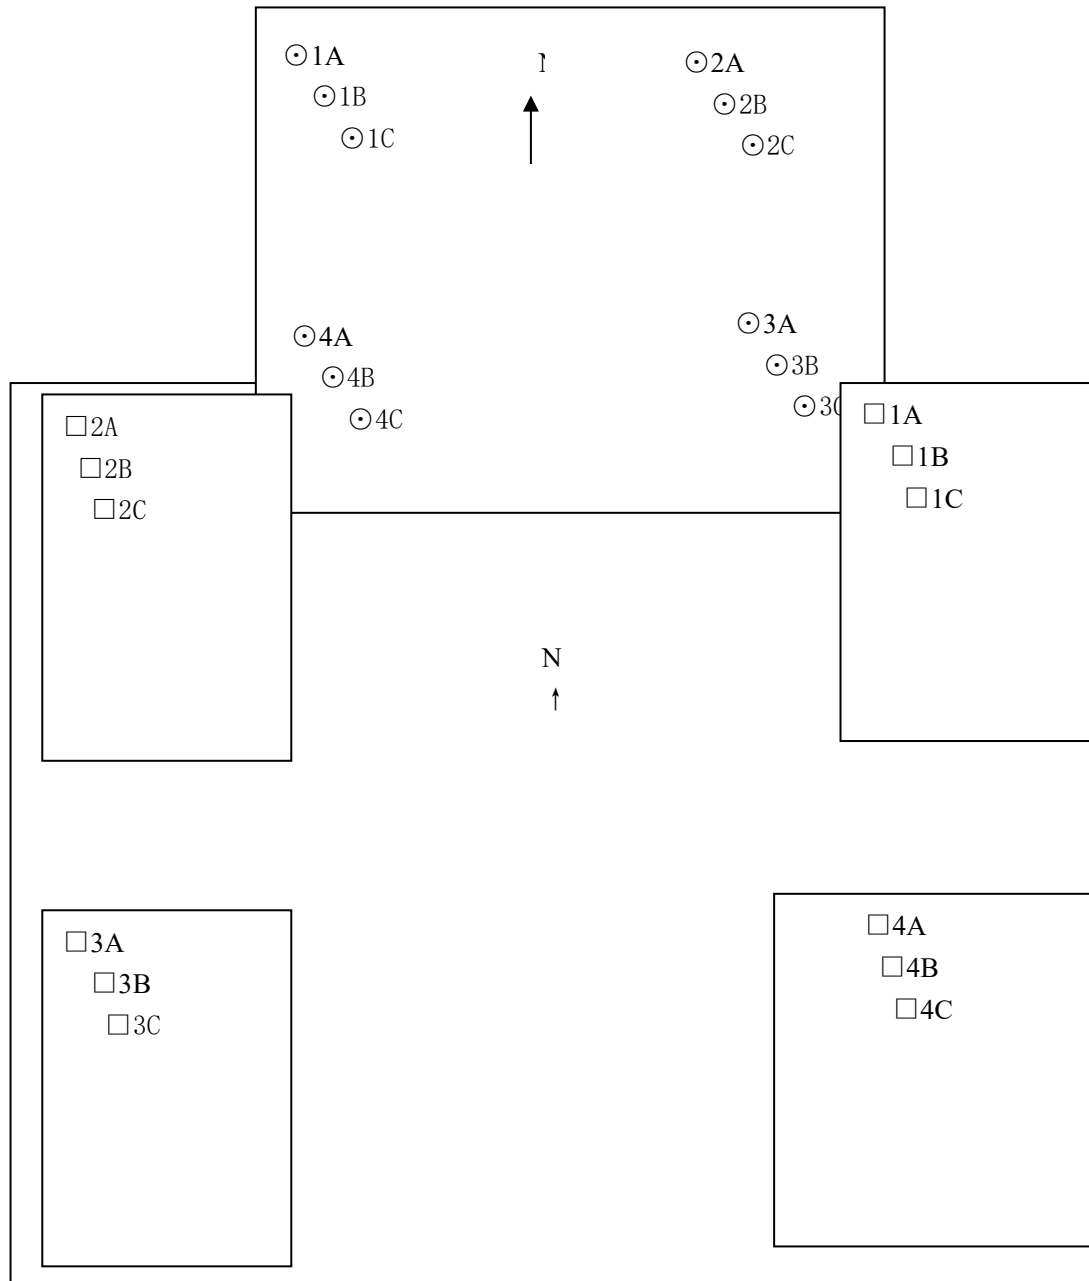 ⊙1A
⊙2A
⊙1B
⊙2B
⊙1C
⊙2C
⊙4A
⊙3A
⊙4B
⊙3B
⊙4C
□2A
□2B
□2C
□1A
□1B
□1C
N
□3A
□3B
□3C
□4A
□4B
□4C